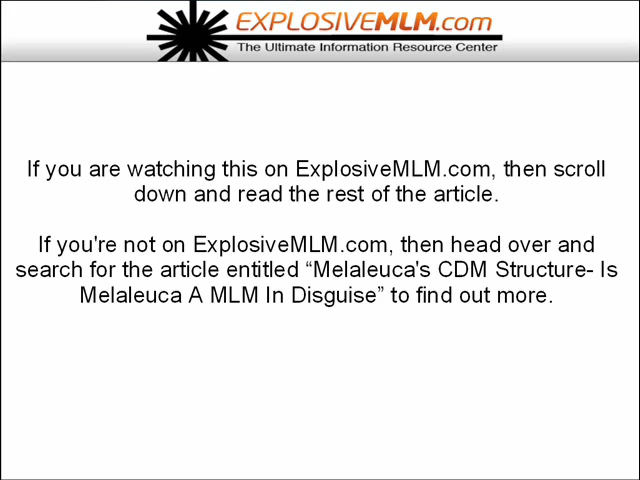 EXPLOSIVEMLM.com
The Ultimate Information Resource Center
If you are watching this on ExplosiveMLM.com, then scroll
down and read the rest of the article.
If you're not on ExplosiveMLM.com, then head over and
search for the article entitled “Melaleuca's CDM Structure- Is
Melaleuca A MLM In Disguise” to find out more.